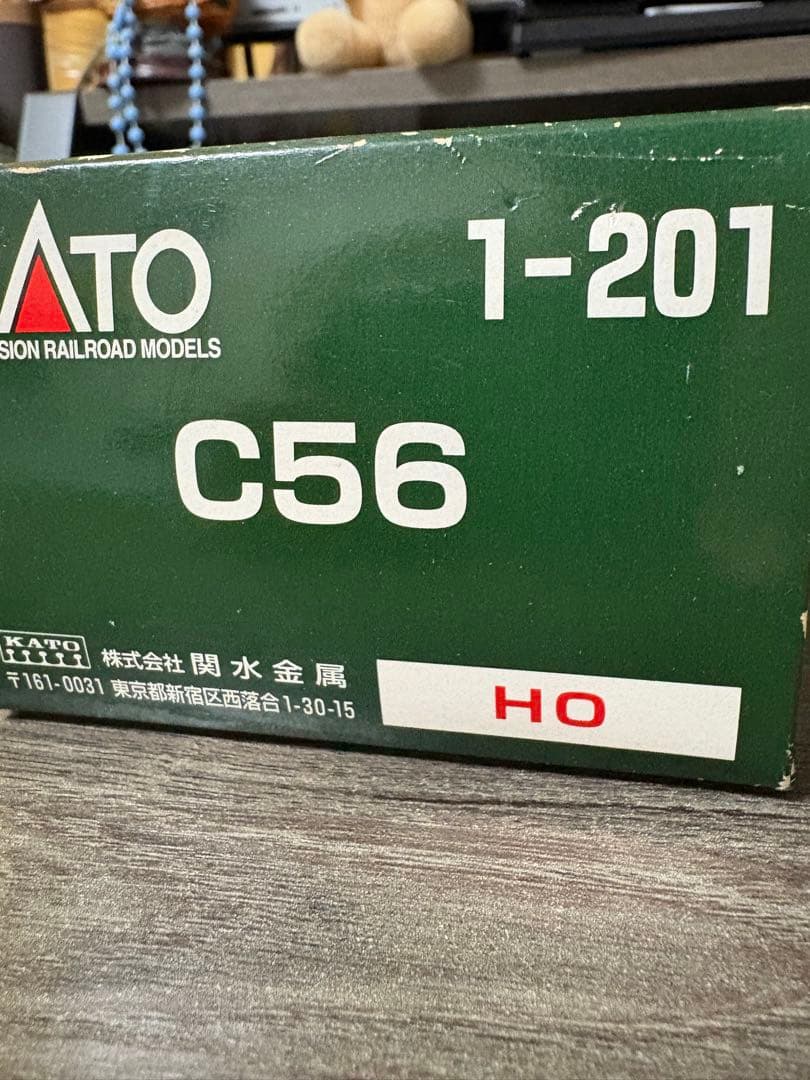 ATO
SION RAILROAD MODELS
1-201
C56
KATO
株式会社 関水金属
〒161-0031 東京都新宿区西落合1-30-15
HO